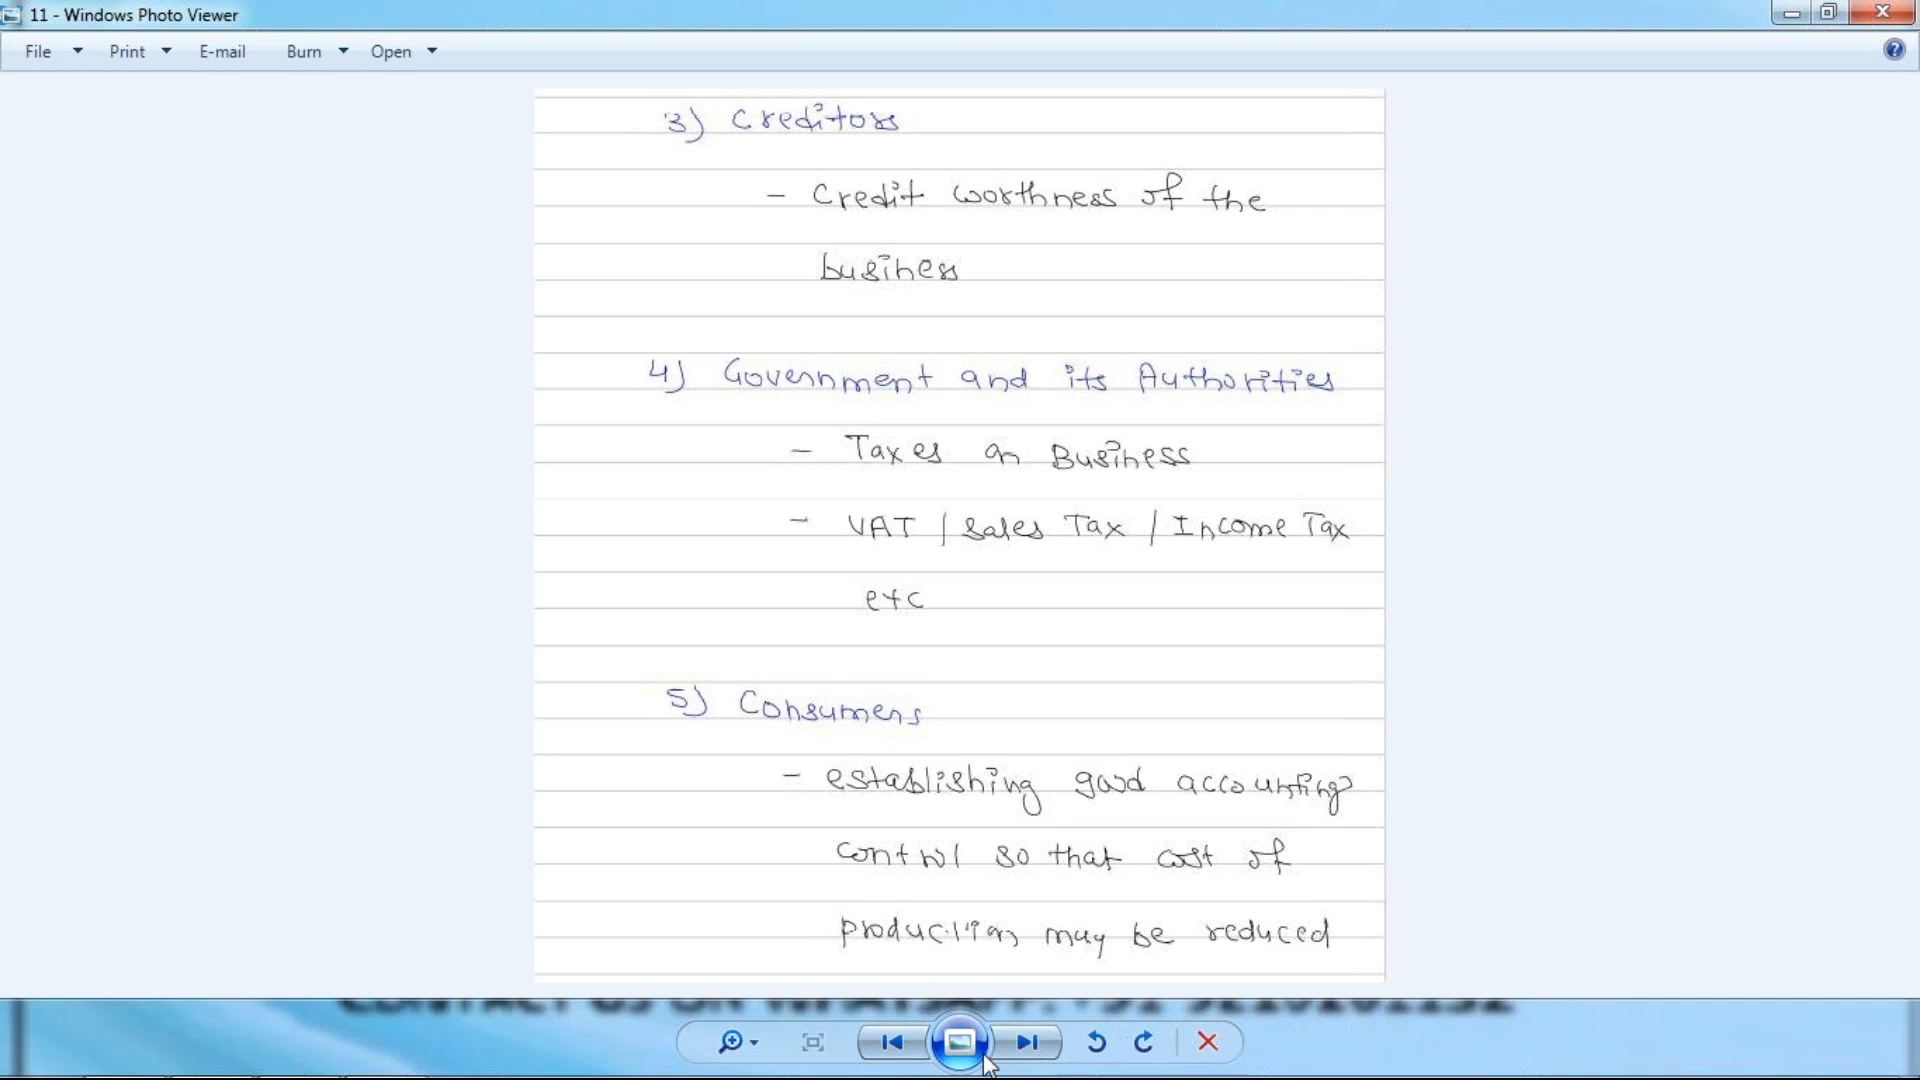 11 - Windows Photo Viewer
File Print E-mail Burn Open
3) Creditors
- Credit worthness of the
business
4) Government and its Authorities
- Taxes on Business
- VAT / Sales Tax / Income Tax
etc
5) Consumers
- establishing good accounting
control so that cost of
production may be reduced